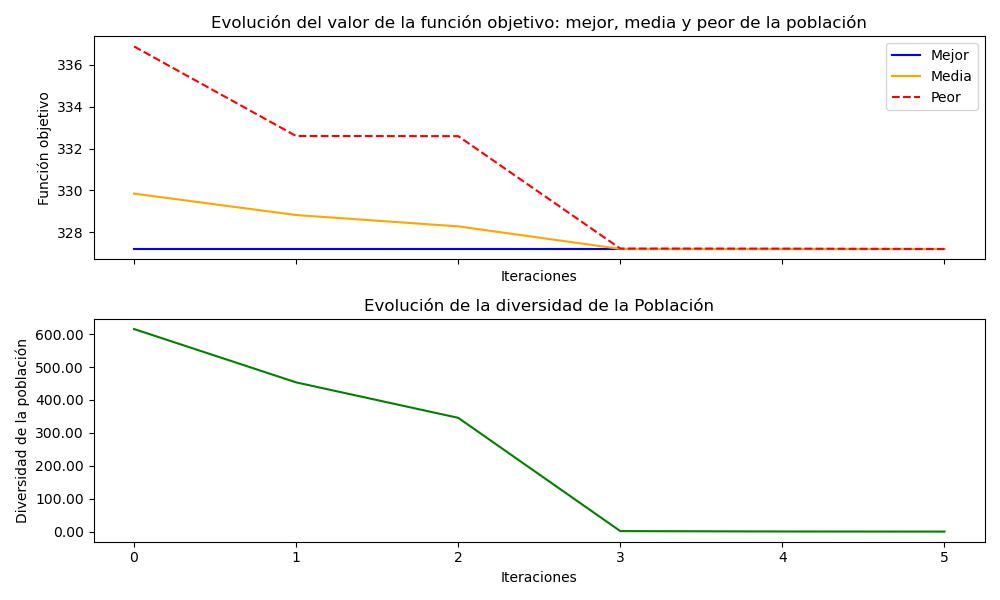 Evolución del valor de la función objetivo: mejor, media y peor de la población
Función objetivo
336
334
332
330
328
Mejor
Media
Peor
Iteraciones
Evolución de la diversidad de la Población
Diversidad de la población
600.00
500.00
400.00
300.00
200.00
100.00
0.00
0 1 2 3 4 5
Iteraciones